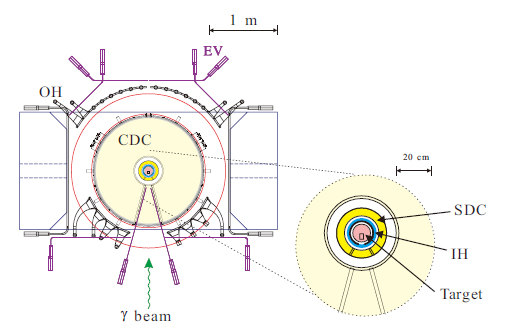 1 m
EV
OH
CDC
20 cm
SDC
IH
Target
γ beam